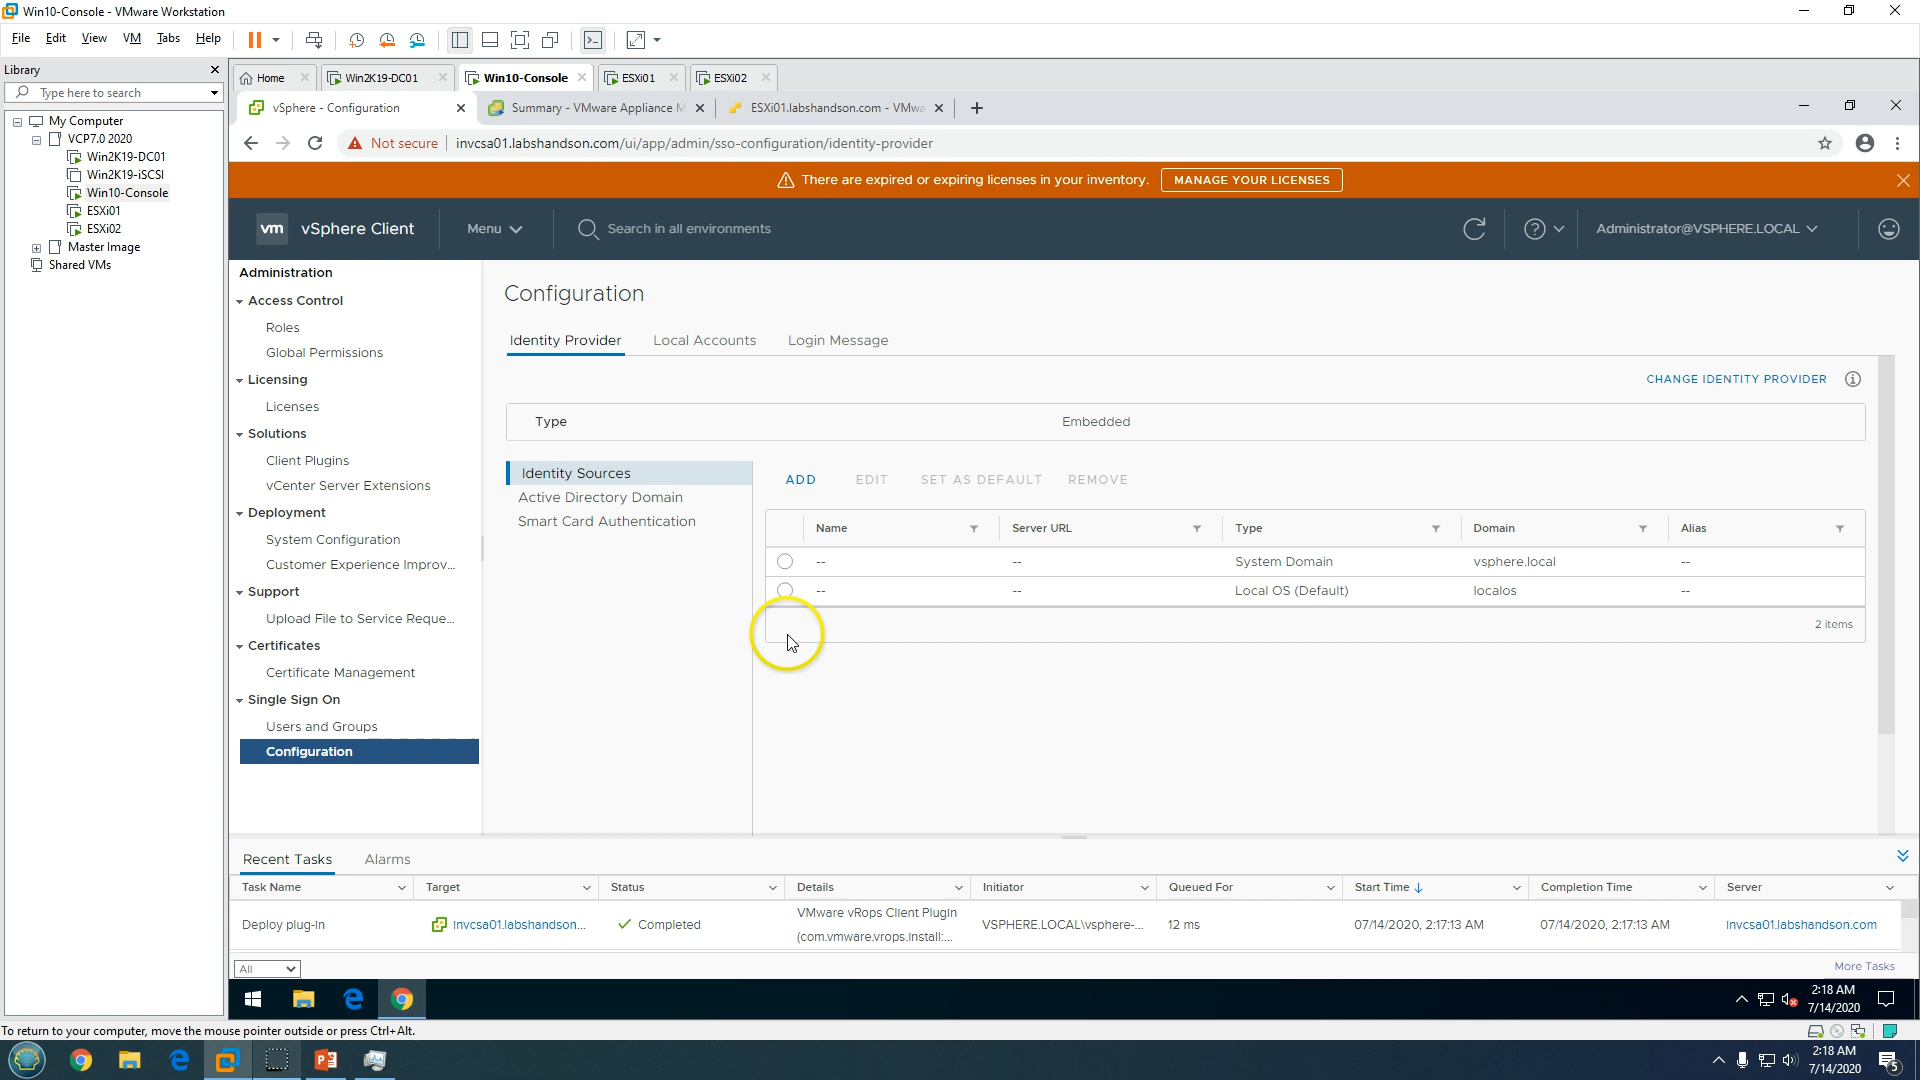 Win10-Console - VMware Workstation
File Edit View VM Tabs Help
Library
Type here to search
My Computer
VCP7.0 2020
Win2K19-DC01
Win2K19-iSCSI
Win10-Console
ESXi01
ESXi02
Master Image
Shared VMs
Home Win2K19-DC01 Win10-Console ESXi01 ESXi02
vSphere - Configuration Summary - VMware Appliance M ESXi01.labshandson.com - VMwa
Not secure invcsa01.labshandson.com/ui/app/admin/sso-configuration/identity-provider
There are expired or expiring licenses in your inventory. MANAGE YOUR LICENSES
vm vSphere Client Menu Search in all environments Administrator@VSPHERE.LOCAL
Administration
Access Control
Roles
Global Permissions
Licensing
Licenses
Solutions
Client Plugins
vCenter Server Extensions
Deployment
System Configuration
Customer Experience Improv...
Support
Upload File to Service Reque...
Certificates
Certificate Management
Single Sign On
Users and Groups
Configuration
Configuration
Identity Provider Local Accounts Login Message
CHANGE IDENTITY PROVIDER
Type Embedded
Identity Sources
Active Directory Domain
Smart Card Authentication
ADD EDIT SET AS DEFAULT REMOVE
Name Server URL Type Domain Alias
-- -- System Domain vsphere.local --
-- -- Local OS (Default) localos --
2 items
Recent Tasks Alarms
Task Name Target Status Details Initiator Queued For Start Time Completion Time Server
Deploy plug-in invcsa01.labshandson... Completed VMware vRops Client Plugin VSPHERE.LOCAL\vsphere-... 12 ms 07/14/2020, 2:17:13 AM 07/14/2020, 2:17:13 AM invcsa01.labshandson.com
(com.vmware.vrops.install:...
All More Tasks
2:18 AM
7/14/2020
To return to your computer, move the mouse pointer outside or press Ctrl+Alt.
2:18 AM
7/14/2020
5